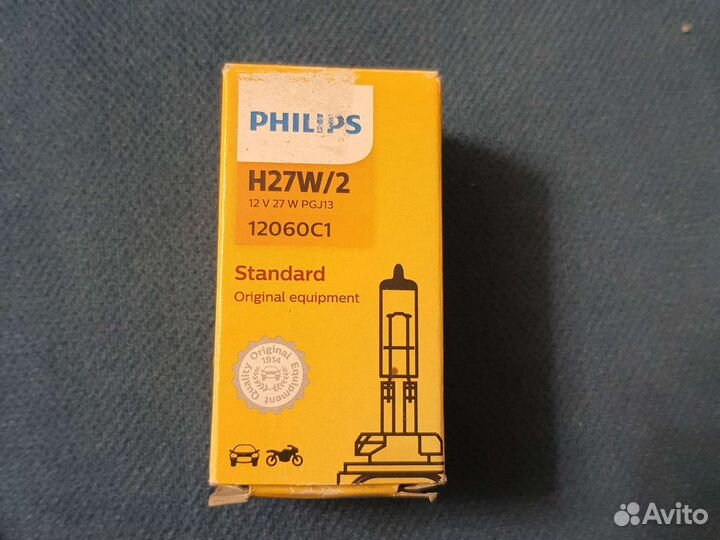 PHILIPS
H27W/2
12 V 27 W PGJ13
12060C1
Standard
Original equipment
Quality Original Equipment
1914
Avito